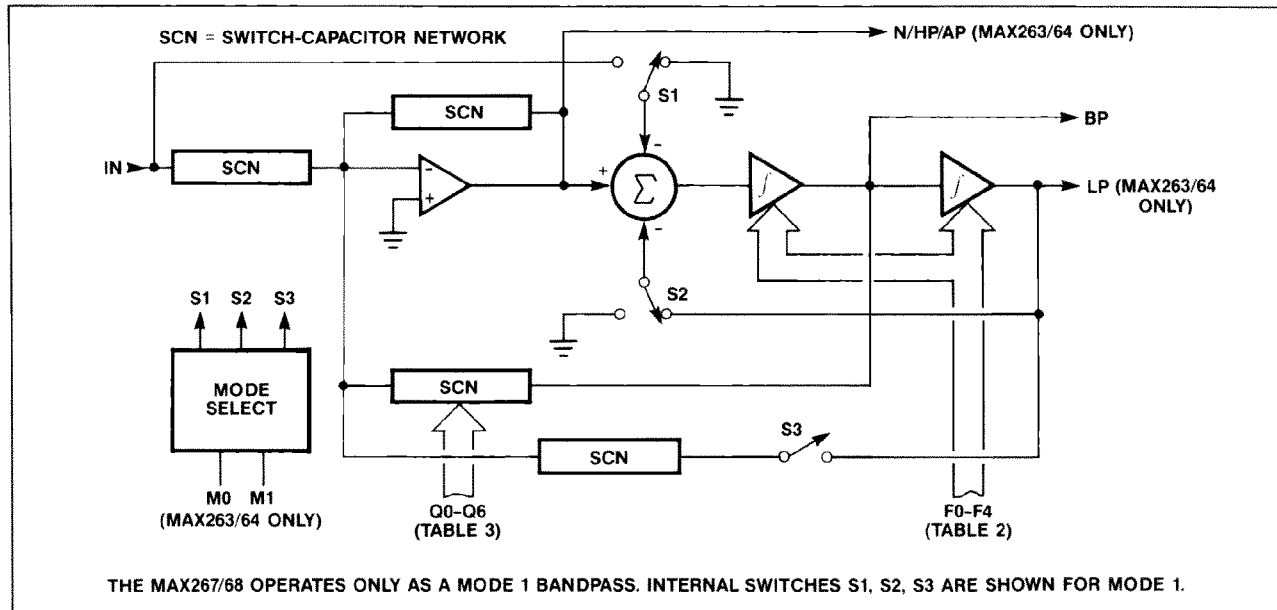 SCN = SWITCH-CAPACITOR NETWORK
N/HP/AP (MAX263/64 ONLY)
SCN
S1
BP
IN
SCN
-
+
+
-
Σ
-
∫
∫
LP (MAX263/64
ONLY)
S2
S1 S2 S3
MODE
SELECT
SCN
S3
SCN
M0 M1
(MAX263/64 ONLY)
Q0-Q6
(TABLE 3)
F0-F4
(TABLE 2)
THE MAX267/68 OPERATES ONLY AS A MODE 1 BANDPASS. INTERNAL SWITCHES S1, S2, S3 ARE SHOWN FOR MODE 1.